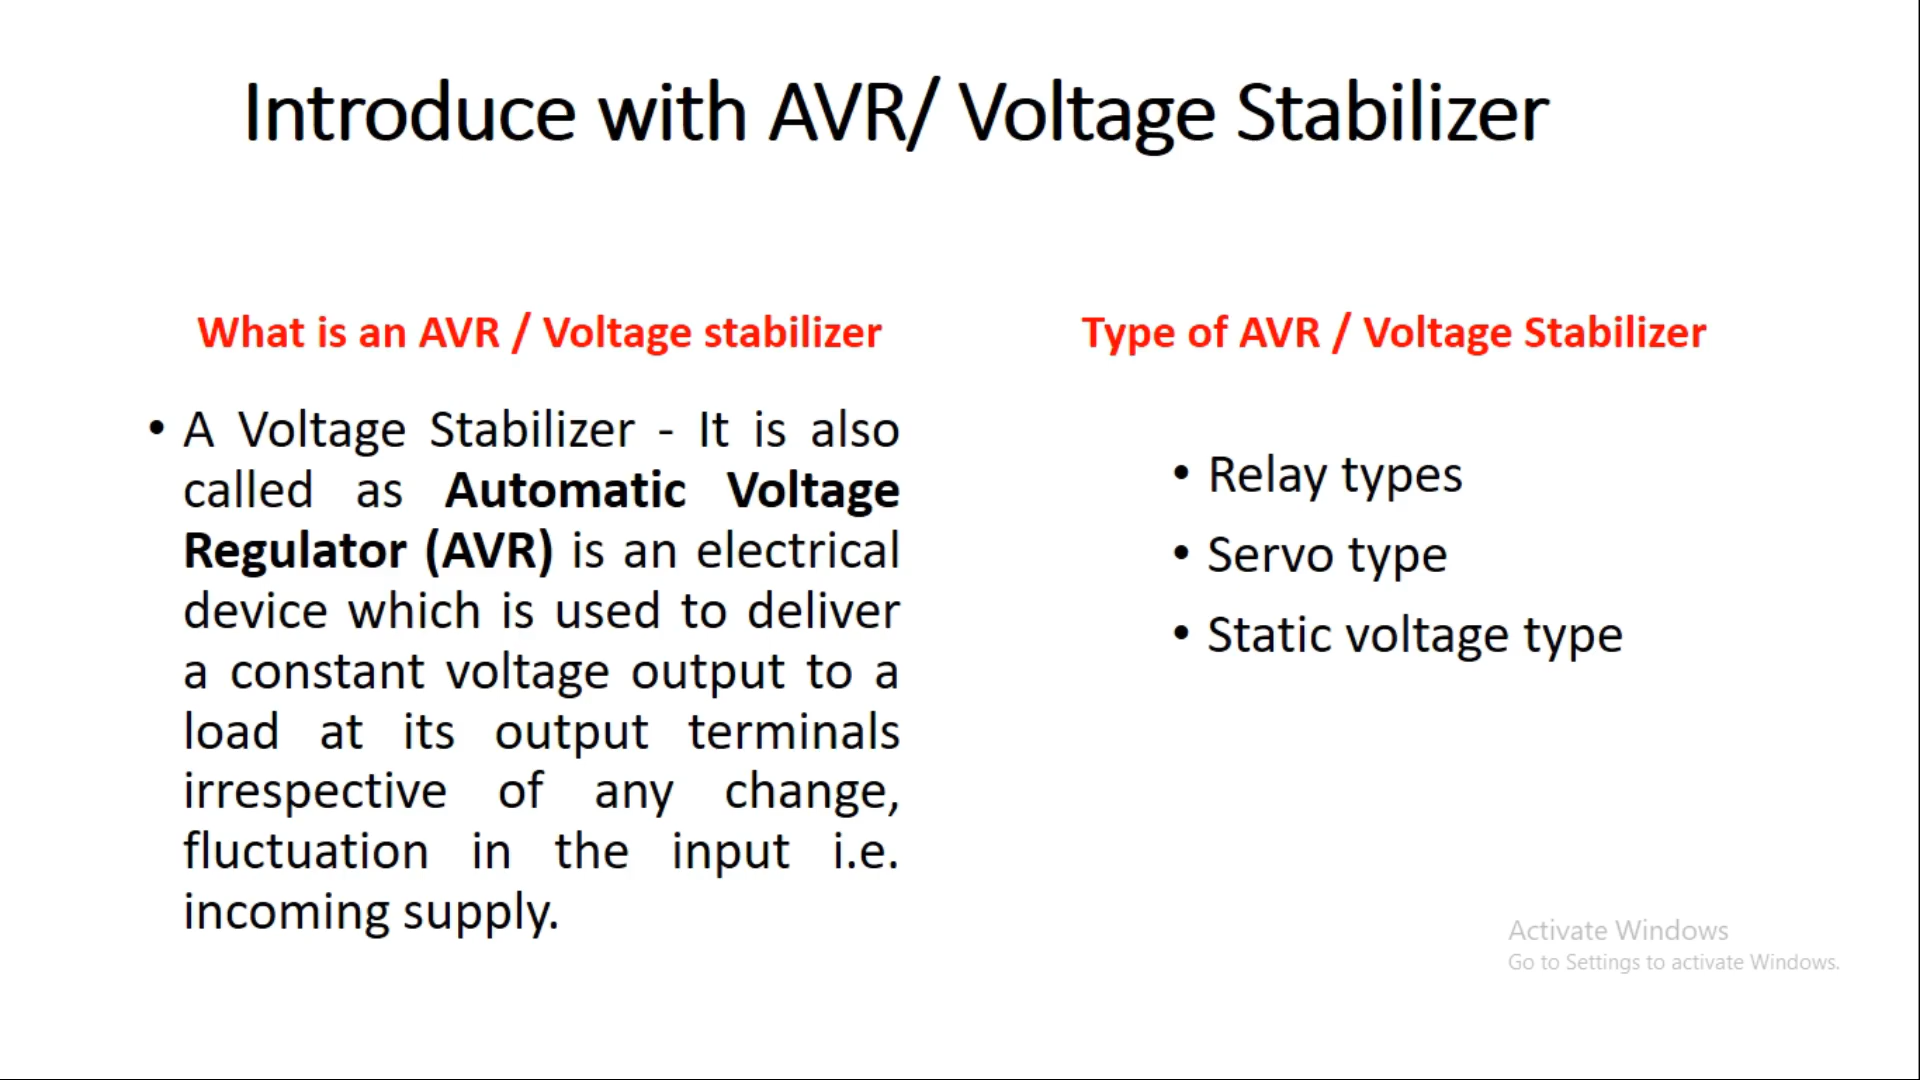 Introduce with AVR/ Voltage Stabilizer
What is an AVR / Voltage stabilizer
• A Voltage Stabilizer - It is also
called as Automatic Voltage
Regulator (AVR) is an electrical
device which is used to deliver
a constant voltage output to a
load at its output terminals
irrespective of any change,
fluctuation in the input i.e.
incoming supply.
Type of AVR / Voltage Stabilizer
• Relay types
• Servo type
• Static voltage type
Activate Windows
Go to Settings to activate Windows.